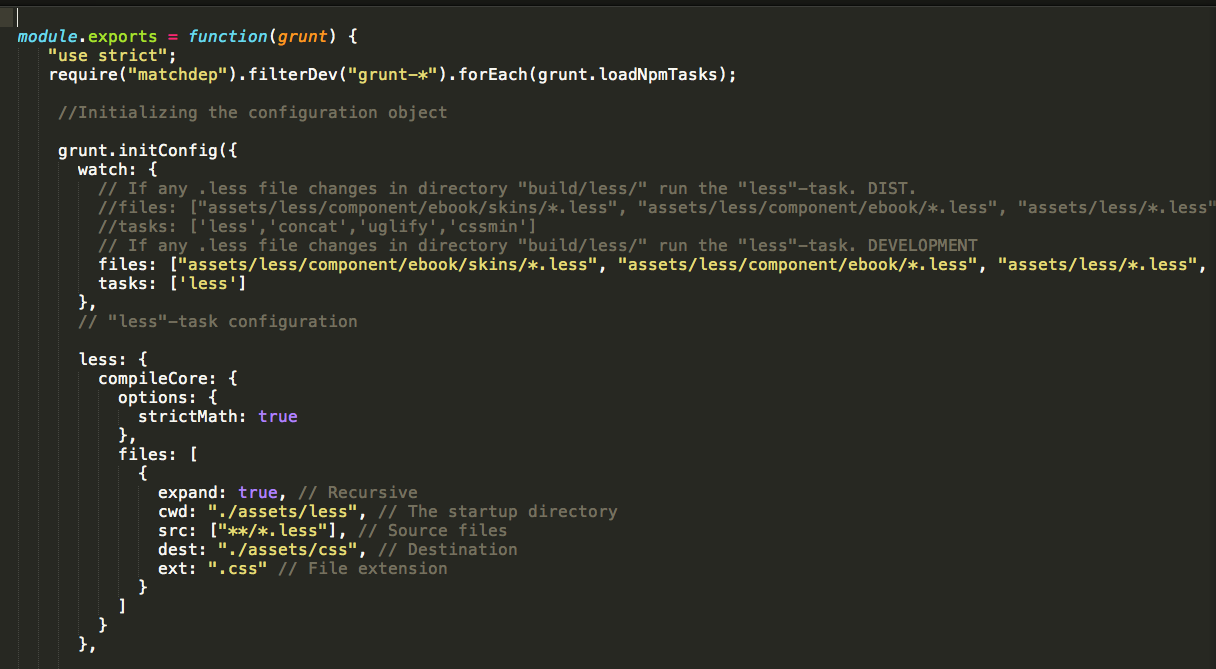 module.exports = function(grunt) {
"use strict";
require("matchdep").filterDev("grunt-*").forEach(grunt.loadNpmTasks);
//Initializing the configuration object
grunt.initConfig({
watch: {
// If any .less file changes in directory "build/less/" run the "less"-task. DIST.
//files: ["assets/less/component/ebook/skins/*.less", "assets/less/component/ebook/*.less", "assets/less/*.less"
//tasks: ['less','concat','uglify','cssmin']
// If any .less file changes in directory "build/less/" run the "less"-task. DEVELOPMENT
files: ["assets/less/component/ebook/skins/*.less", "assets/less/component/ebook/*.less", "assets/less/*.less",
tasks: ['less']
},
// "less"-task configuration
less: {
compileCore: {
options: {
strictMath: true
},
files: [
{
expand: true, // Recursive
cwd: "./assets/less", // The startup directory
src: ["**/*.less"], // Source files
dest: "./assets/css", // Destination
ext: ".css" // File extension
}
]
}
},